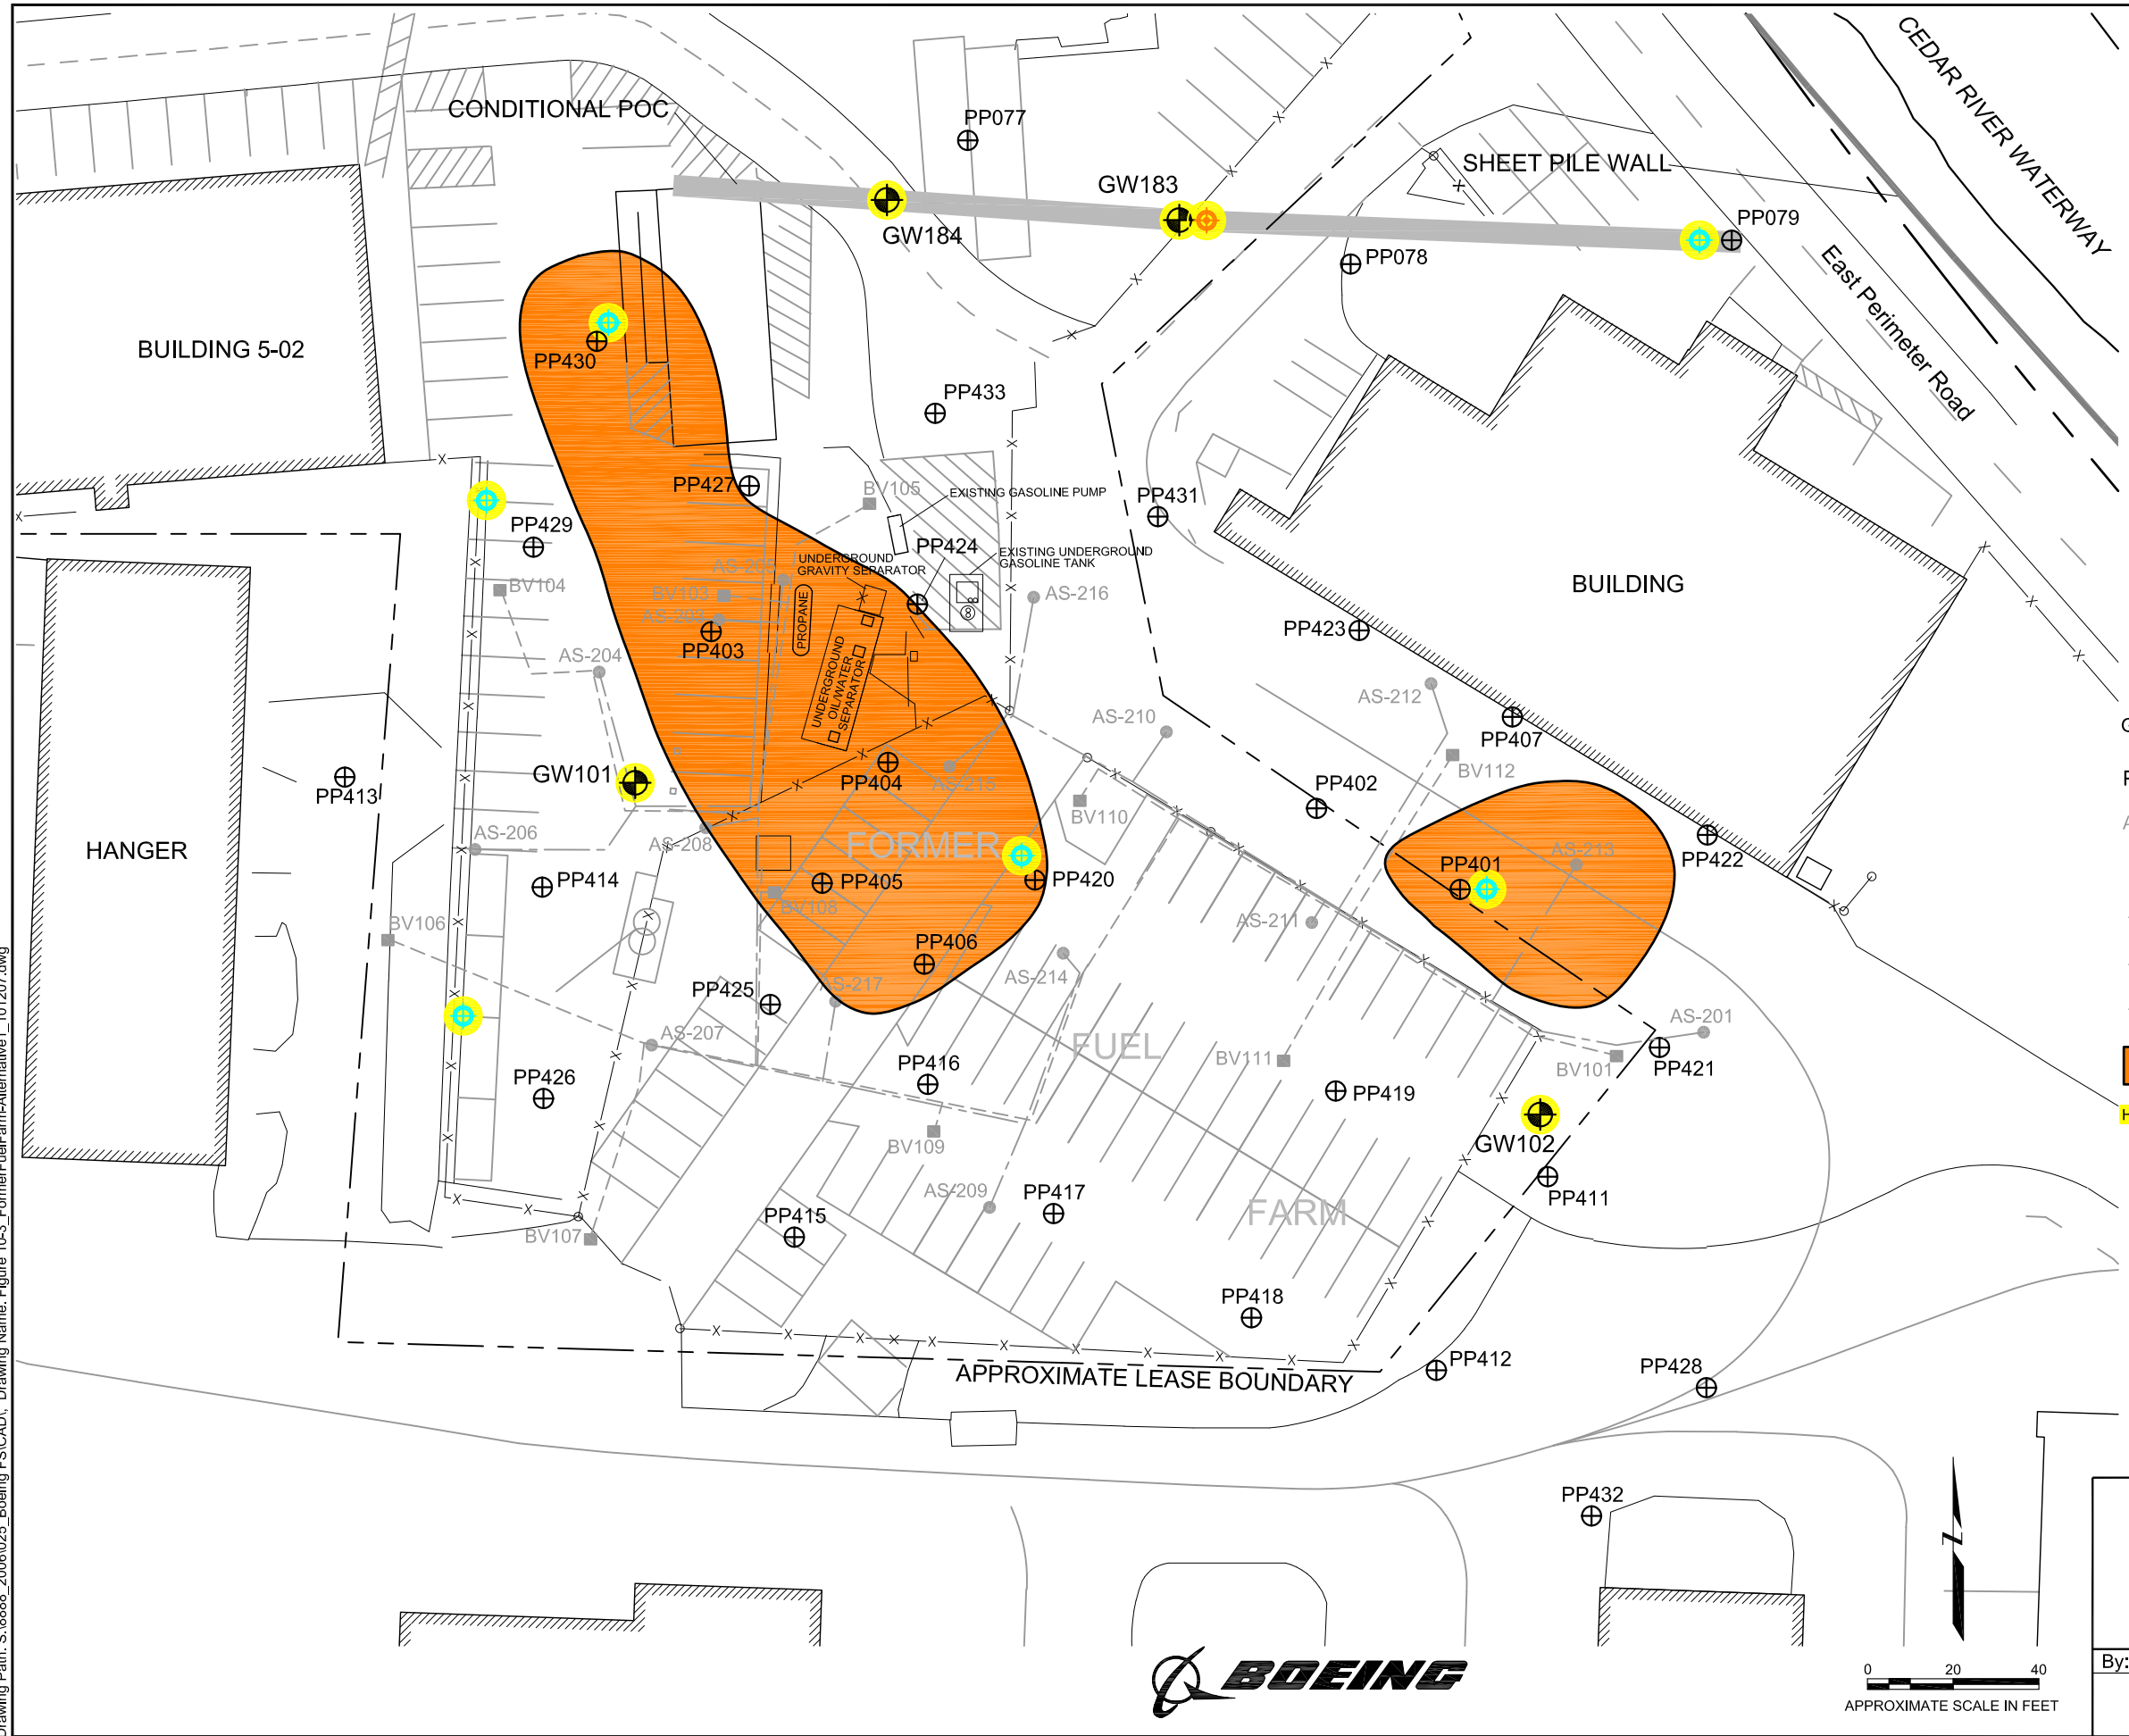 CONDITIONAL POC
PP077
CEDAR RIVER WATERWAY
SHEET PILE WALL
GW183
GW184
PP079
PP078
East Perimeter Road
BUILDING 5-02
PP430
PP433
PP427
BV105
EXISTING GASOLINE PUMP
PP431
PP429
PP424
EXISTING UNDERGROUND
GASOLINE TANK
UNDERGROUND
GRAVITY SEPARATOR
BUILDING
BV104
BV103
PROPANE
AS-216
PP403
PP423
UNDERGROUND
OIL/WATER
SEPARATOR
AS-204
AS-212
AS-210
PP407
GW101
PP404
AS-215
BV112
PP402
PP413
BV110
AS-206
AS-208
FORMER
HANGER
PP401
AS-213
PP422
PP414
PP405
PP420
BV108
BV106
AS-211
PP406
AS-214
AS-217
PP425
AS-207
FUEL
AS-201
PP416
BV111
BV101
PP421
PP426
PP419
BV109
GW102
AS-209
PP417
PP411
FARM
PP415
BV107
PP418
PP412
PP428
APPROXIMATE LEASE BOUNDARY
PP432
BOEING
0 20 40
APPROXIMATE SCALE IN FEET
By: